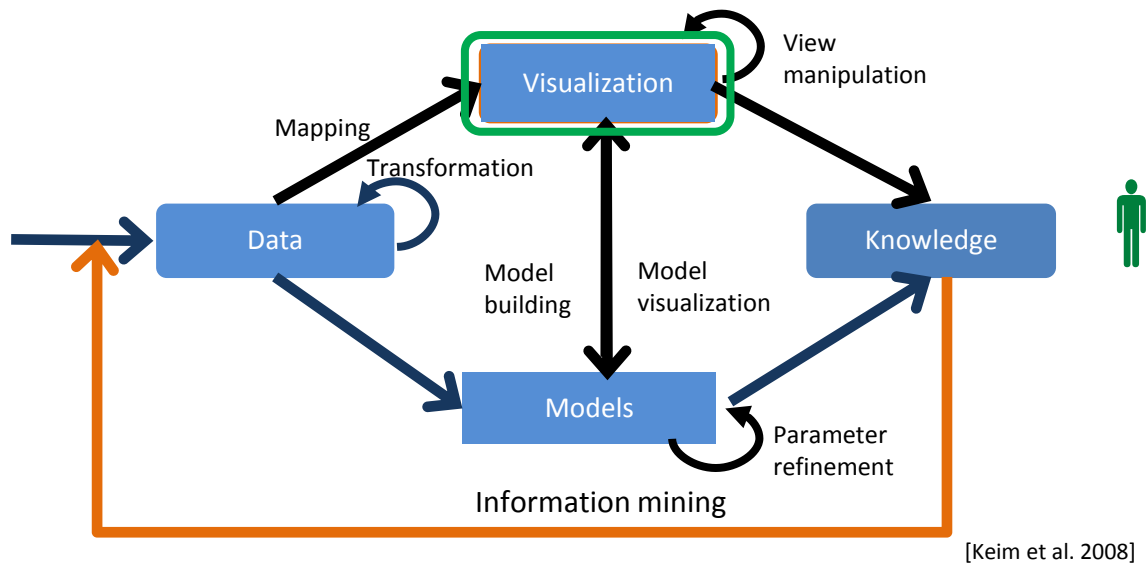 Visualization
View
manipulation
Mapping
Transformation
Data
Knowledge
Model
building
Model
visualization
Models
Parameter
refinement
Information mining
[Keim et al. 2008]